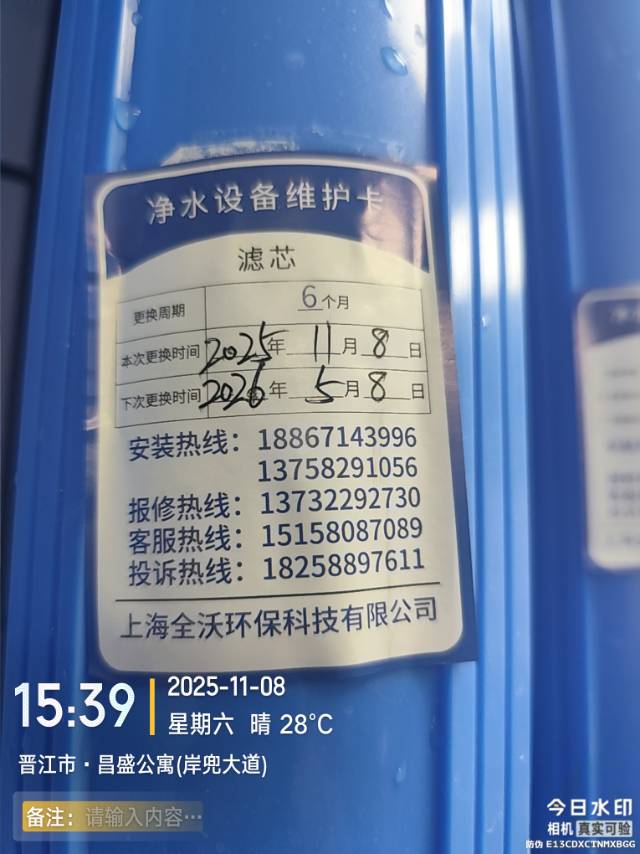 净水设备维护卡
滤芯
更换周期 6个月
本次更换时间 2025年 11月 8日
下次更换时间 2026年 5月 8日
安装热线：18867143996
13758291056
报修热线：13732292730
客服热线：15158087089
投诉热线：18258897611
上海全沃环保科技有限公司
15:39
2025-11-08
星期六 晴 28°C
晋江市·昌盛公寓(岸兜大道)
备注：请输入内容…
今日水印
相机 真实可验
防伪 E13CDXCTNMXBGG